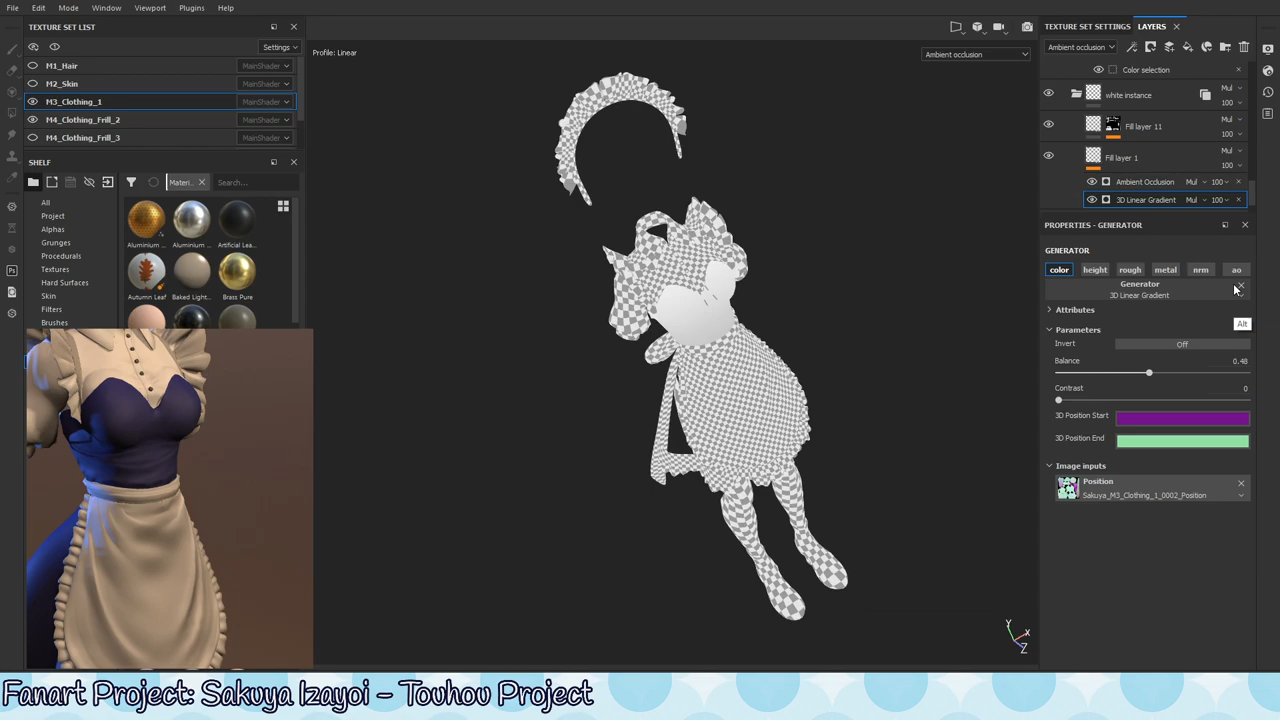 File Edit Mode Window Viewport Plugins Help
TEXTURE SET LIST
Settings
M1_Hair MainShader
M2_Skin MainShader
M3_Clothing_1 MainShader
M4_Clothing_Frill_2 MainShader
M4_Clothing_Frill_3 MainShader
SHELF
Materi... Search...
All
Project
Alphas
Grunges
Procedurals
Textures
Hard Surfaces
Skin
Filters
Brushes
Aluminium ... Aluminium ... Artificial Lea...
Autumn Leaf Baked Light... Brass Pure
Profile: Linear
Ambient occlusion
Y
X
Z
TEXTURE SET SETTINGS LAYERS
Ambient occlusion
Color selection
white instance Mul 100
Fill layer 11 Mul 100
Fill layer 1 Mul 100
Ambient Occlusion Mul 100
3D Linear Gradient Mul 100
PROPERTIES - GENERATOR
GENERATOR
color height rough metal nrm ao
Generator
3D Linear Gradient
Attributes
Alt
Parameters
Invert Off
Balance 0.48
Contrast 0
3D Position Start
3D Position End
Image inputs
Position
Sakuya_M3_Clothing_1_0002_Position
Ps
Fanart Project: Sakuya Izayoi - Touhou Project